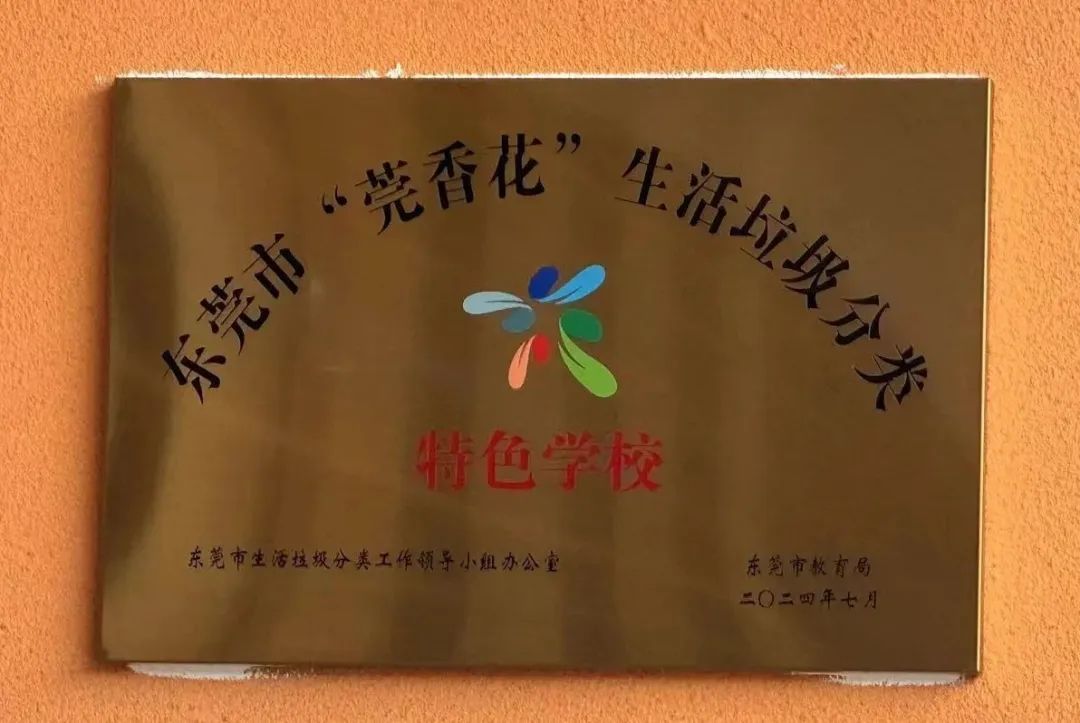 东莞市“莞香花”生活垃圾分类
特色学校
东莞市生活垃圾分类工作领导小组办公室
东莞市教育局
二〇二四年七月